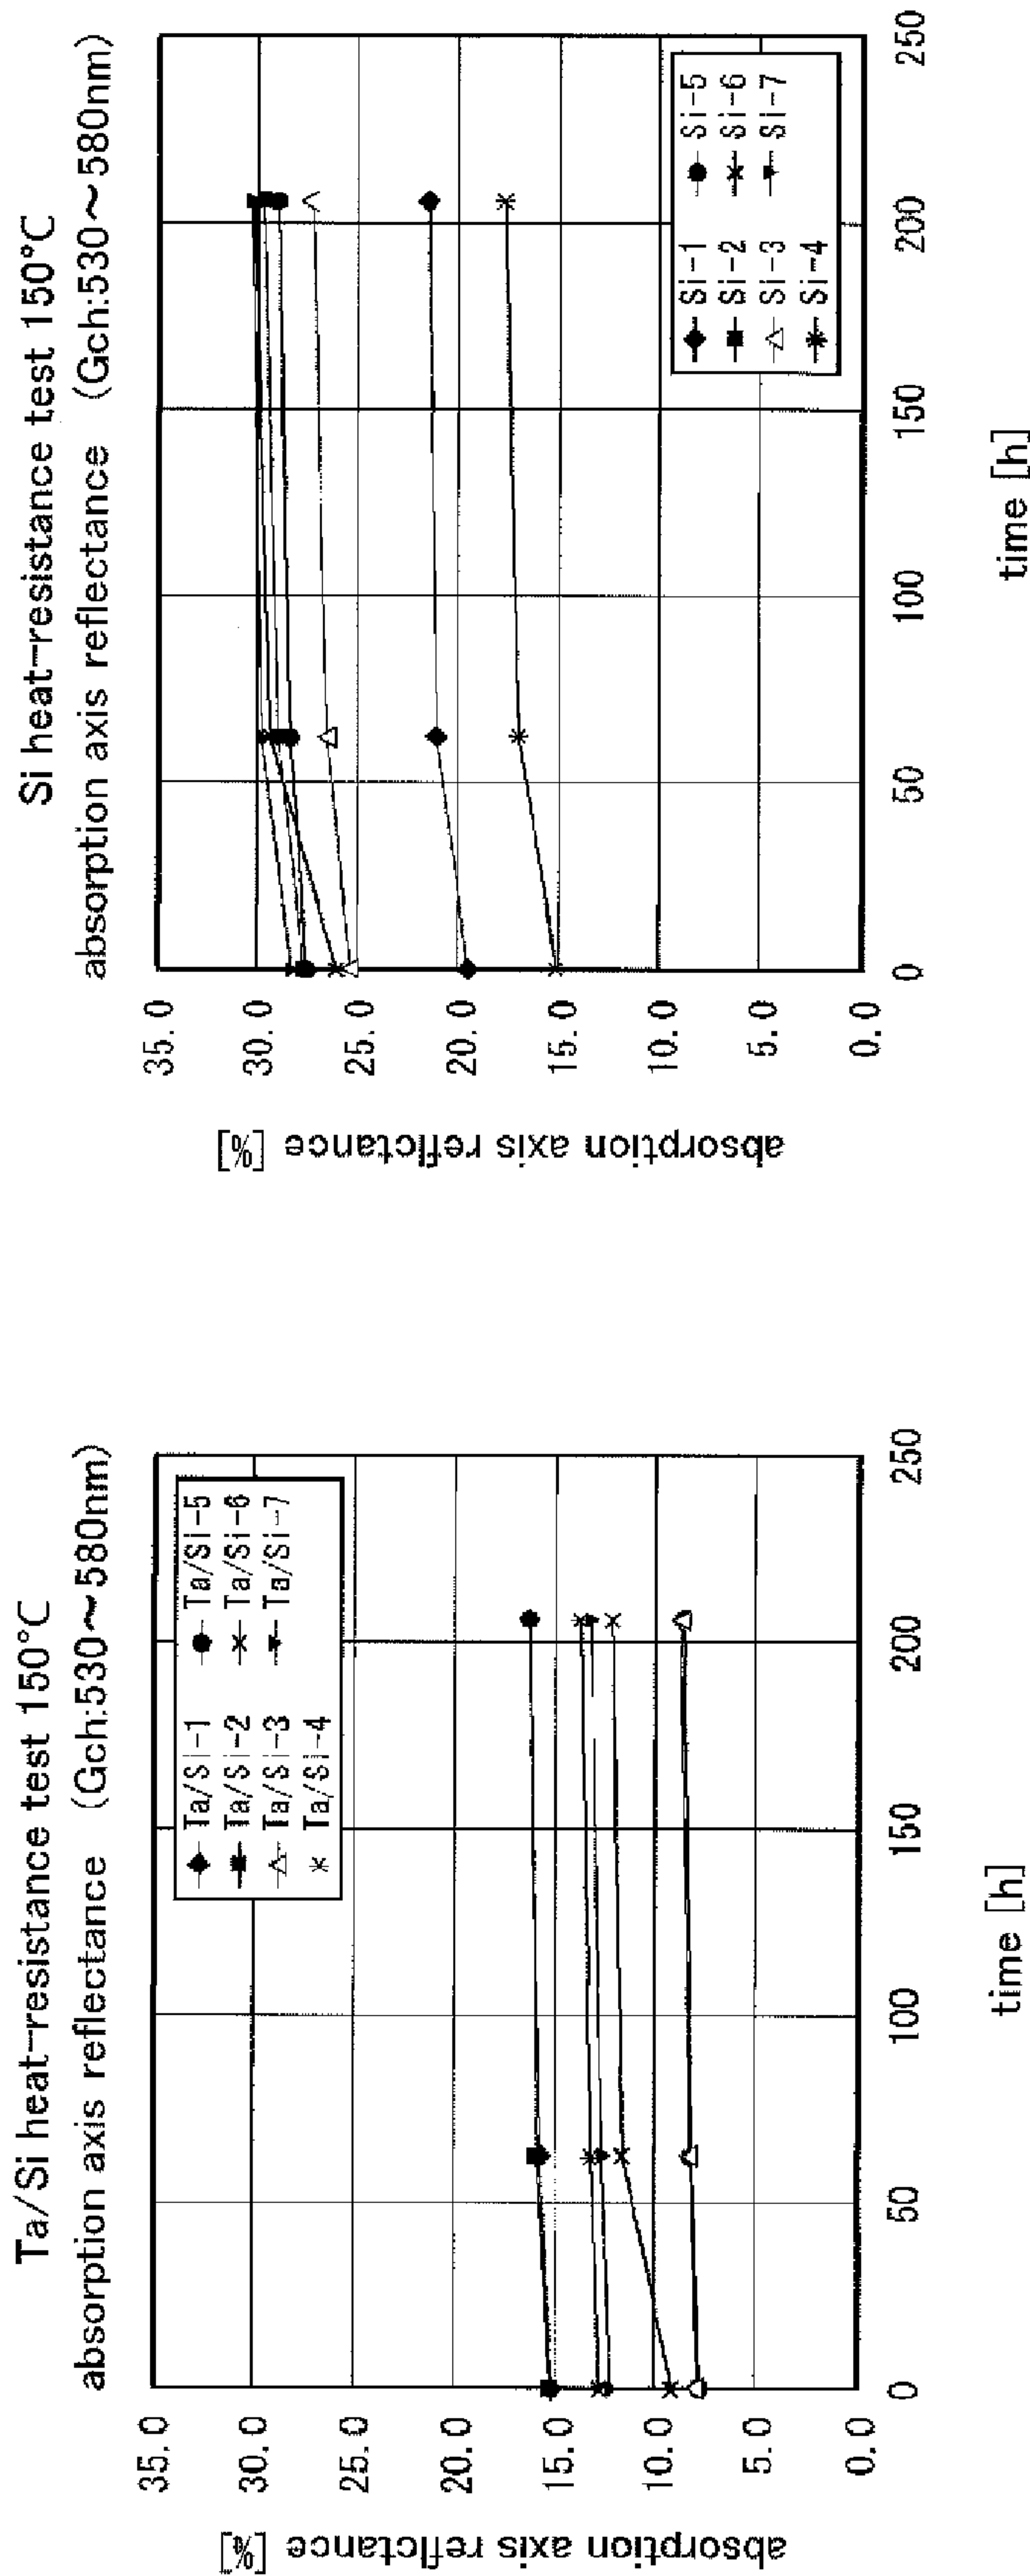 Ta/Si heat-resistance test 150°C
absorption axis reflectance (Gch:530~580nm)
absorption axis reflctance [%]
35.0
30.0
25.0
20.0
15.0
10.0
5.0
0.0
Ta/Si-1
Ta/Si-2
Ta/Si-3
Ta/Si-4
Ta/Si-5
Ta/Si-6
Ta/Si-7
0
50
100
150
200
250
time [h]
Si heat-resistance test 150°C
absorption axis reflectance (Gch:530~580nm)
absorption axis reflctance [%]
35.0
30.0
25.0
20.0
15.0
10.0
5.0
0.0
Si-1
Si-2
Si-3
Si-4
Si-5
Si-6
Si-7
0
50
100
150
200
250
time [h]